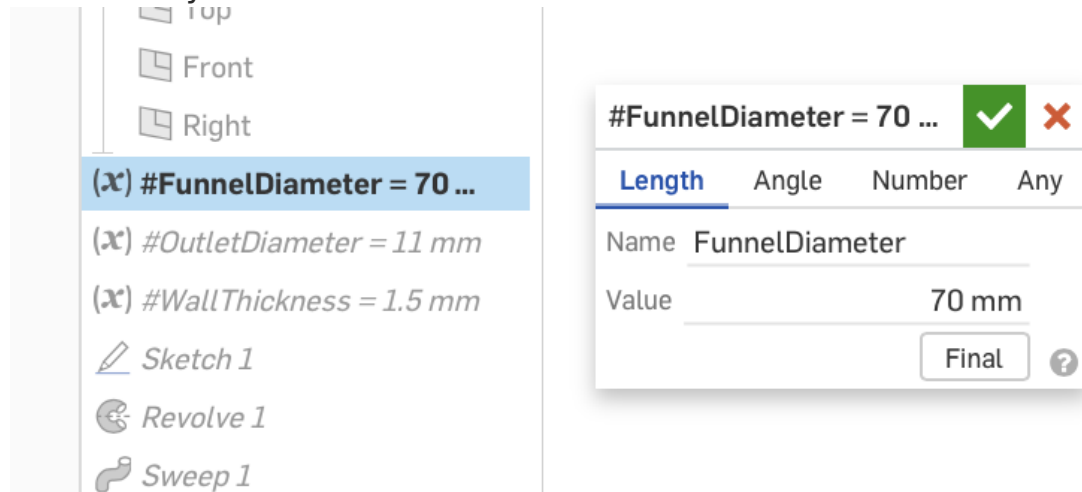 Top
Front
Right
(x) #FunnelDiameter = 70 ...
(x) #OutletDiameter = 11 mm
(x) #WallThickness = 1.5 mm
Sketch 1
Revolve 1
Sweep 1
#FunnelDiameter = 70 ...
Length Angle Number Any
Name FunnelDiameter
Value 70 mm
Final
?